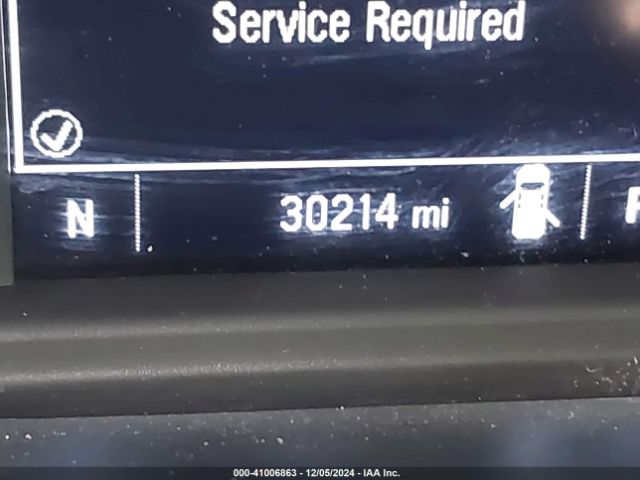 Service Required
N
30214 mi
000-41006863 - 12/05/2024 - IAA Inc.